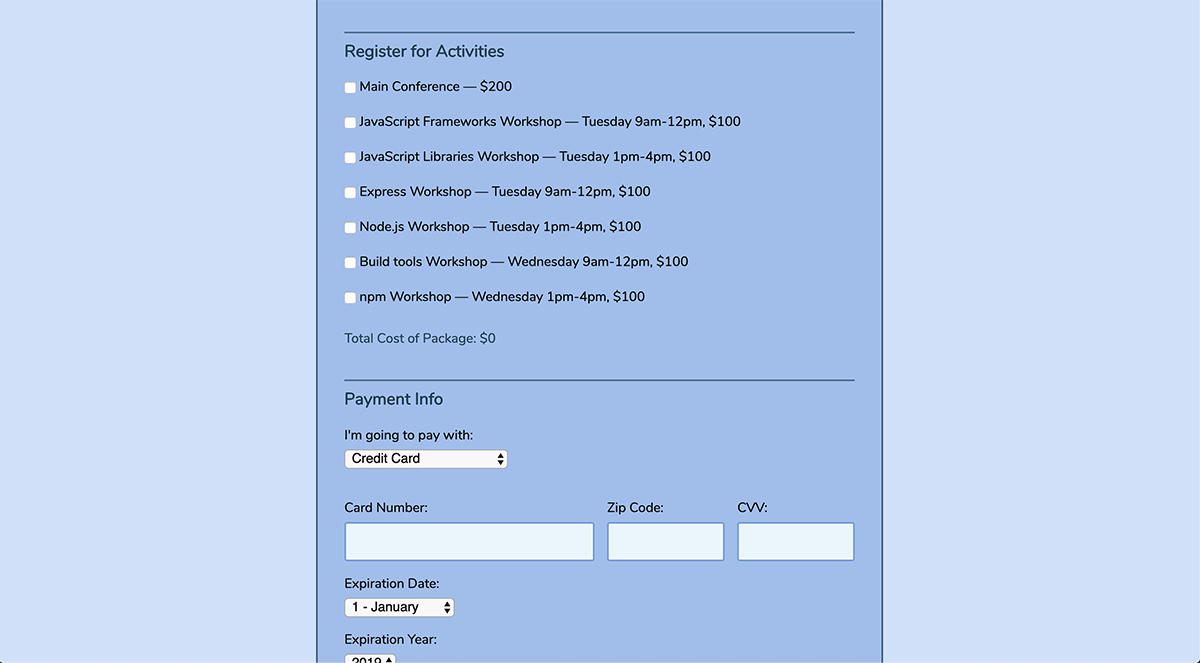 Register for Activities
Main Conference — $200
JavaScript Frameworks Workshop — Tuesday 9am-12pm, $100
JavaScript Libraries Workshop — Tuesday 1pm-4pm, $100
Express Workshop — Tuesday 9am-12pm, $100
Node.js Workshop — Tuesday 1pm-4pm, $100
Build tools Workshop — Wednesday 9am-12pm, $100
npm Workshop — Wednesday 1pm-4pm, $100
Total Cost of Package: $0
Payment Info
I'm going to pay with:
Credit Card
Card Number: Zip Code: CVV:
Expiration Date:
1 - January
Expiration Year:
2019